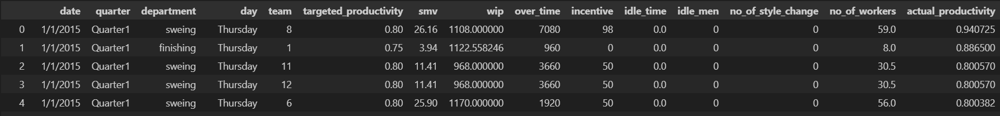 date quarter department day team targeted_productivity smv wip over_time incentive idle_time idle_men no_of_style_change no_of_workers actual_productivity
0 1/1/2015 Quarter1 sweing Thursday 8 0.80 26.16 1108.000000 7080 98 0.0 0 0 59.0 0.940725
1 1/1/2015 Quarter1 finishing Thursday 1 0.75 3.94 1122.558246 960 0 0.0 0 0 8.0 0.886500
2 1/1/2015 Quarter1 sweing Thursday 11 0.80 11.41 968.000000 3660 50 0.0 0 0 30.5 0.800570
3 1/1/2015 Quarter1 sweing Thursday 12 0.80 11.41 968.000000 3660 50 0.0 0 0 30.5 0.800570
4 1/1/2015 Quarter1 sweing Thursday 6 0.80 25.90 1170.000000 1920 50 0.0 0 0 56.0 0.800382